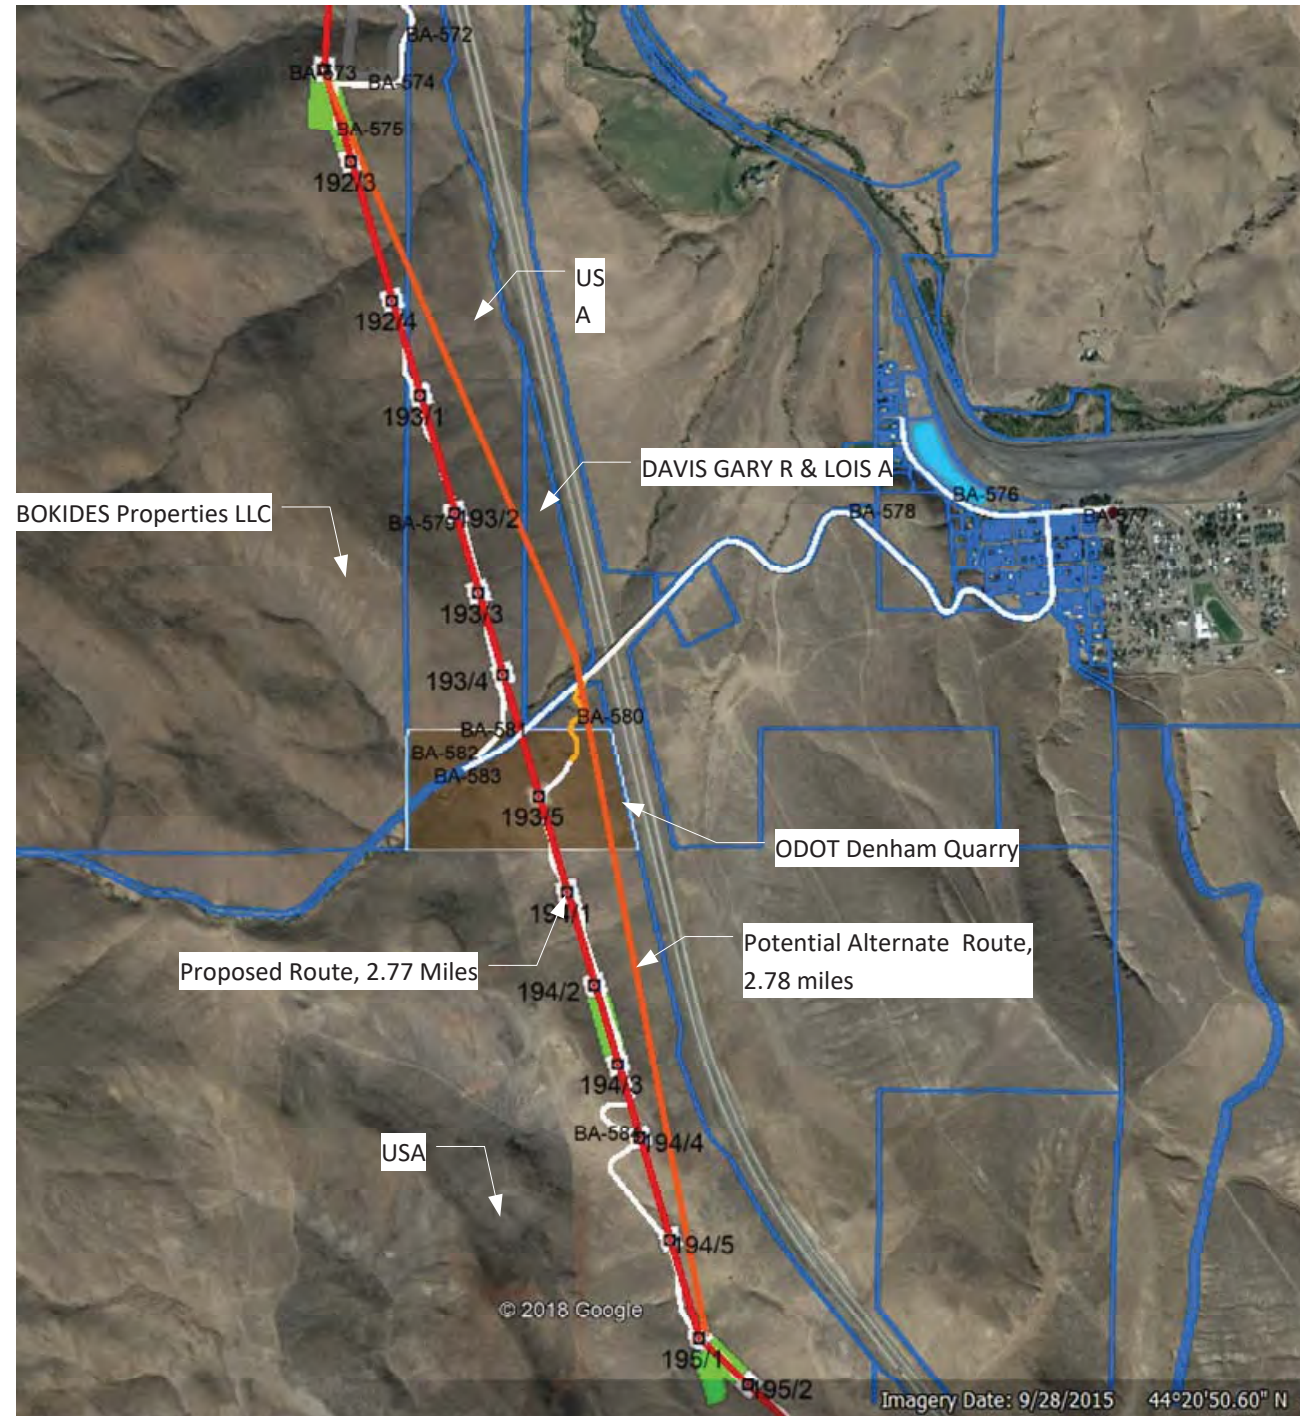 BA-572
BA-573
BA-574
BA-575
192/3
US
A
192/4
193/1
DAVIS GARY R & LOIS A
BOKIDES Properties LLC
BA-579
193/2
BA-578
BA-576
BA-577
193/3
193/4
BA-580
BA-581
BA-582
BA-583
193/5
ODOT Denham Quarry
194/1
Potential Alternate Route,
2.78 miles
Proposed Route, 2.77 Miles
194/2
194/3
194/4
USA
194/5
© 2018 Google
195/1
195/2
Imagery Date: 9/28/2015 44°20'50.60" N